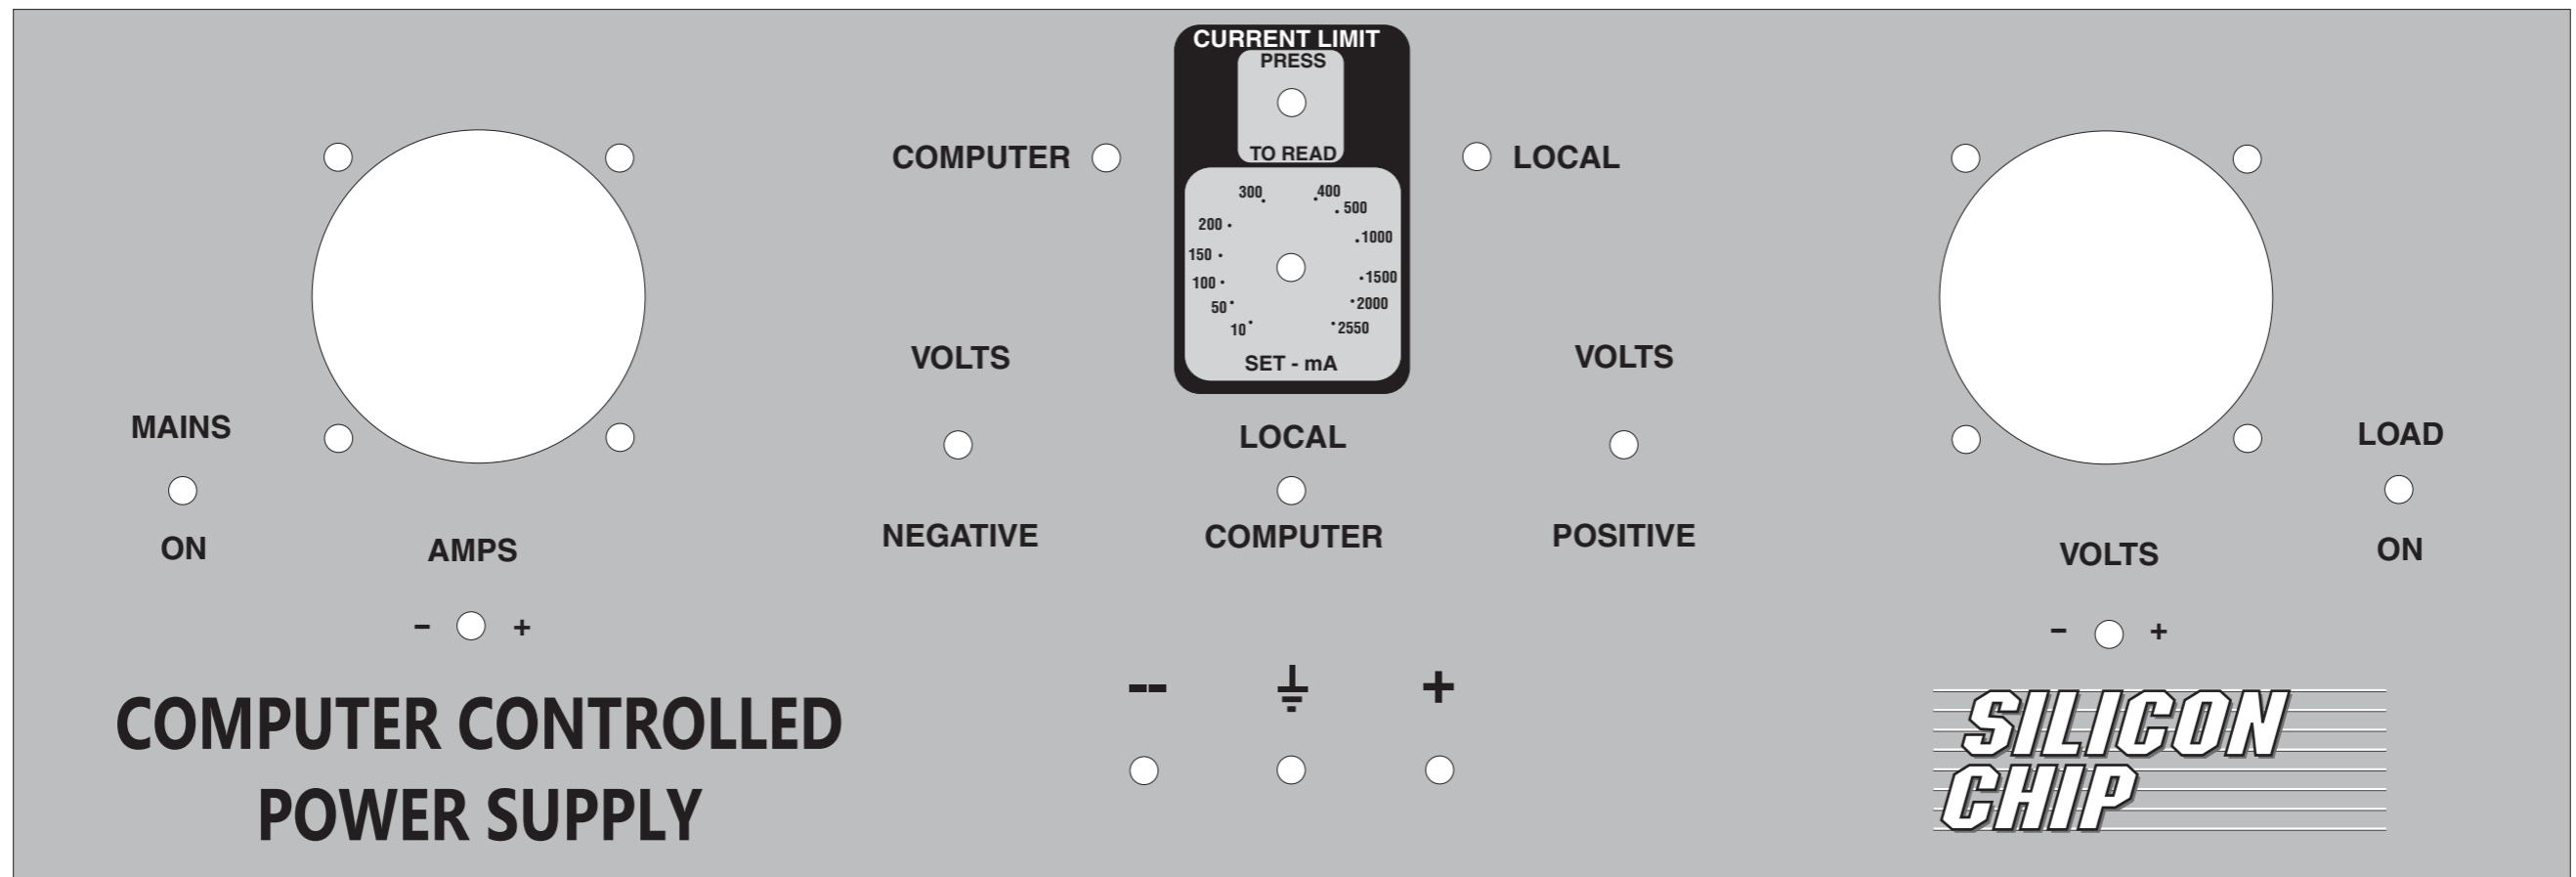 CURRENT LIMIT
PRESS
TO READ
COMPUTER
LOCAL
300
400
500
200
1000
150
1500
100
2000
50
2550
10
SET - mA
VOLTS
VOLTS
MAINS
ON
AMPS
- +
NEGATIVE
LOCAL
COMPUTER
POSITIVE
LOAD
ON
VOLTS
- +
-- ⏚ +
COMPUTER CONTROLLED
POWER SUPPLY
SILICON
CHIP